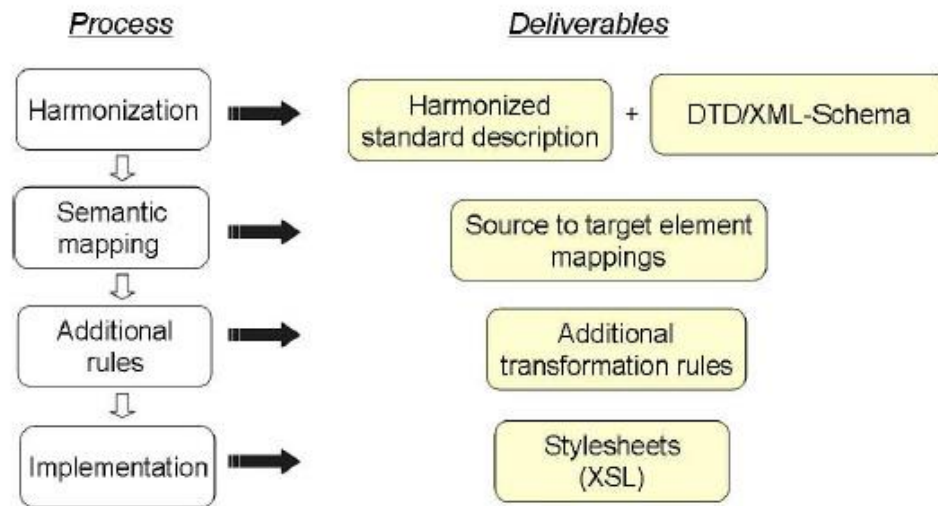 Process
Deliverables
Harmonization
Harmonized
standard description
+
DTD/XML-Schema
Semantic
mapping
Source to target element
mappings
Additional
rules
Additional
transformation rules
Implementation
Stylesheets
(XSL)